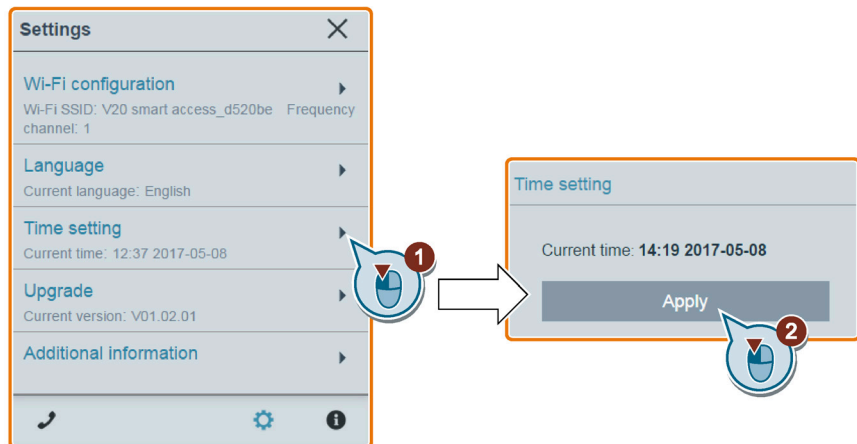 Settings
Wi-Fi configuration
Wi-Fi SSID: V20 smart access_d520be Frequency
channel: 1
Language
Current language: English
Time setting
Current time: 12:37 2017-05-08
1
Upgrade
Current version: V01.02.01
Additional information
Time setting
Current time: 14:19 2017-05-08
Apply
2